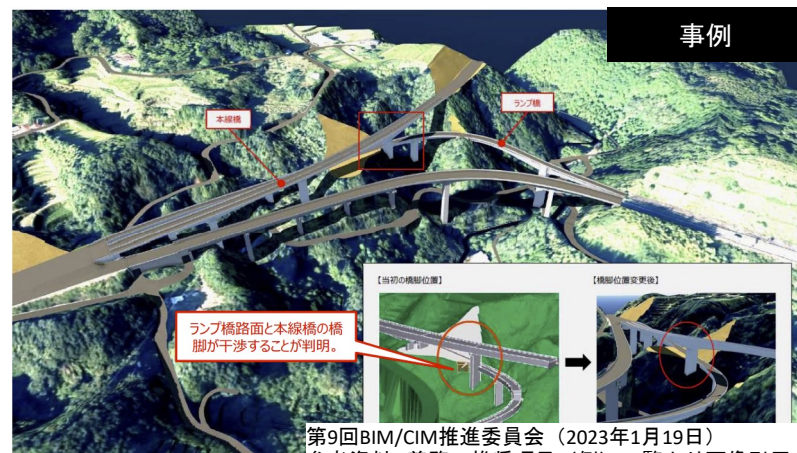 事例
本線橋
ランプ橋
【当初の橋脚位置】
【橋脚位置変更後】
ランプ橋路面と本線橋の橋
脚が干渉することが判明。
第9回BIM/CIM推進委員会（2023年1月19日）